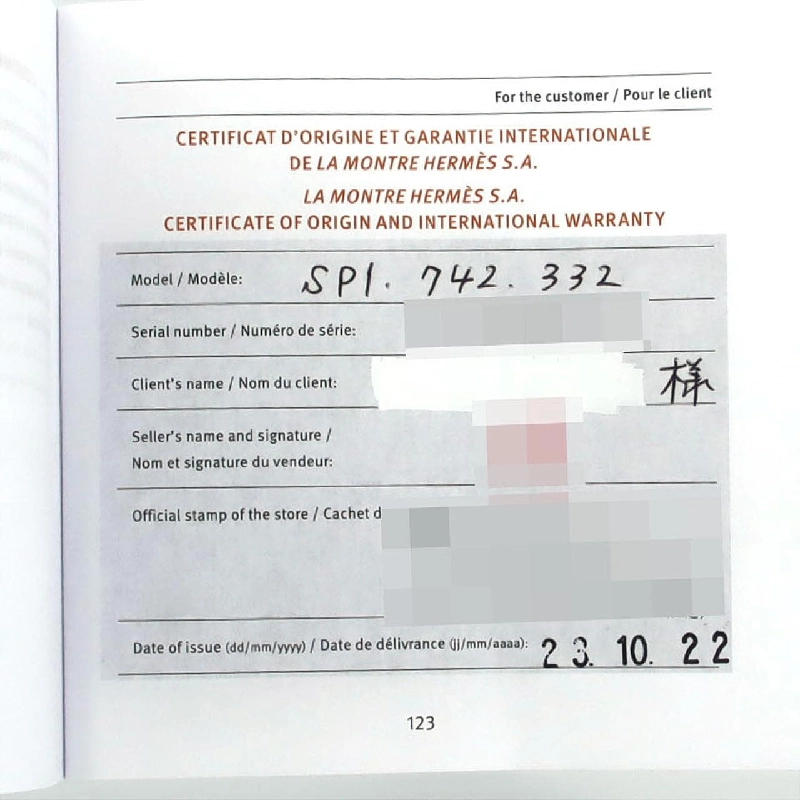 For the customer / Pour le client
CERTIFICAT D'ORIGINE ET GARANTIE INTERNATIONALE
DE LA MONTRE HERMÈS S.A.
LA MONTRE HERMÈS S.A.
CERTIFICATE OF ORIGIN AND INTERNATIONAL WARRANTY
Model / Modèle: SP1. 742. 332
Serial number / Numéro de série:
Client's name / Nom du client: 様
Seller's name and signature /
Nom et signature du vendeur:
Official stamp of the store / Cachet d
Date of issue (dd/mm/yyyy) / Date de délivrance (jj/mm/aaaa): 23. 10. 22
123